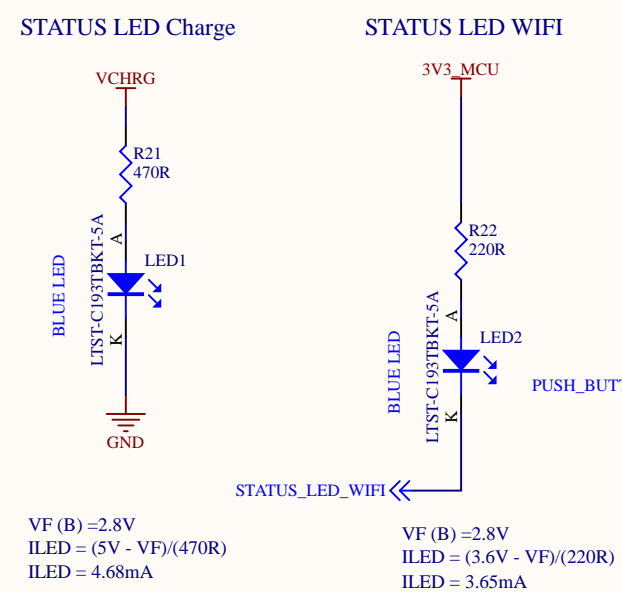 STATUS LED Charge
VCHRG
R21
470R
A
LED1
BLUE LED
LTST-C193TBKT-5A
K
GND
VF (B) =2.8V
ILED = (5V - VF)/(470R)
ILED = 4.68mA
STATUS LED WIFI
3V3_MCU
R22
220R
A
LED2
BLUE LED
LTST-C193TBKT-5A
K
PUSH_BUTT
STATUS_LED_WIFI
VF (B) =2.8V
ILED = (3.6V - VF)/(220R)
ILED = 3.65mA